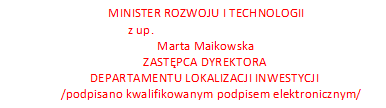 MINISTER ROZWOJU I TECHNOLOGII
z up.
Marta Maikowska
ZASTĘPCA DYREKTORA
DEPARTAMENTU LOKALIZACJI INWESTYCJI
/podpisano kwalifikowanym podpisem elektronicznym/